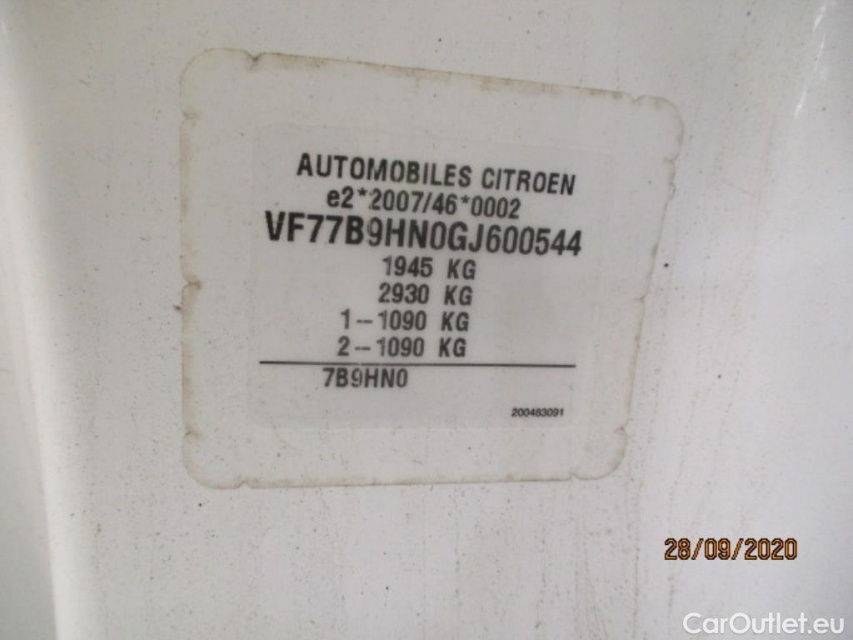 AUTOMOBILES CITROEN
e2*2007/46*0002
VF77B9HN0GJ600544
1945 KG
2930 KG
1--1090 KG
2--1090 KG
7B9HN0
200483091
28/09/2020
CarOutlet.eu